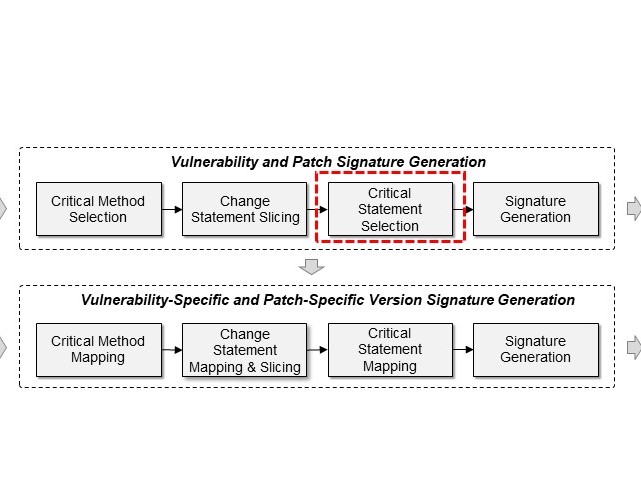 Vulnerability and Patch Signature Generation
Critical Method
Selection
Change
Statement Slicing
Critical
Statement
Selection
Signature
Generation
Vulnerability-Specific and Patch-Specific Version Signature Generation
Critical Method
Mapping
Change
Statement
Mapping & Slicing
Critical
Statement
Mapping
Signature
Generation